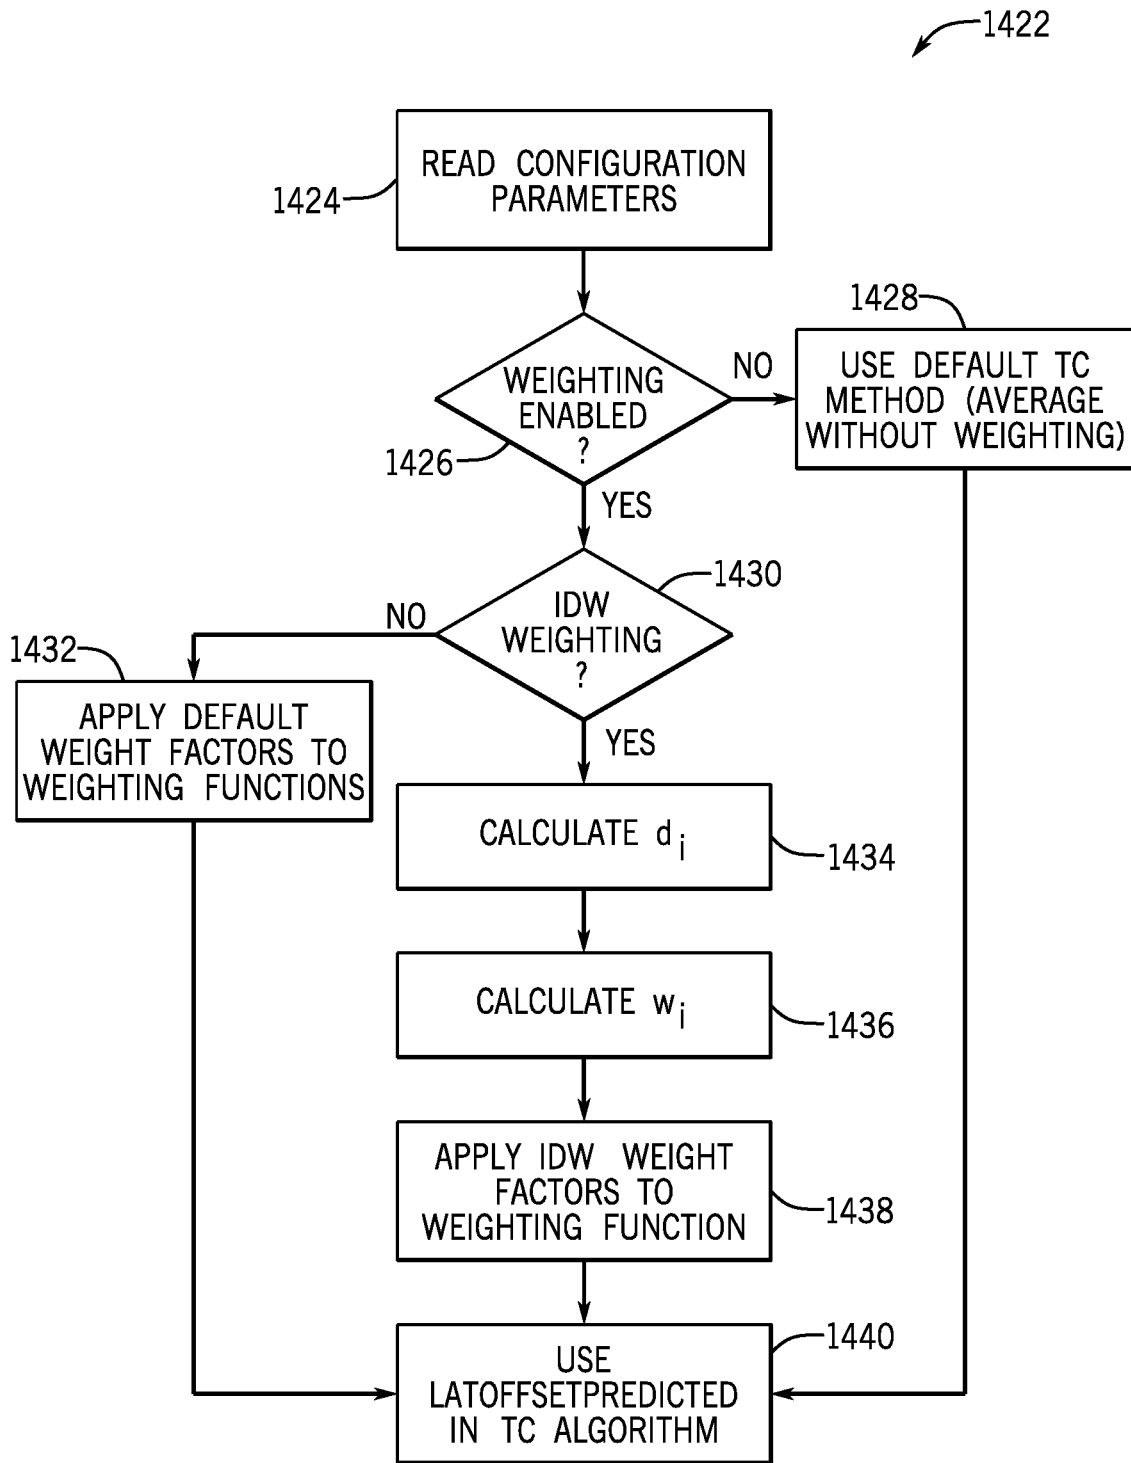 1422
READ CONFIGURATION
PARAMETERS
1424
1428
USE DEFAULT TC
METHOD (AVERAGE
WITHOUT WEIGHTING)
NO
WEIGHTING
ENABLED
?
1426
YES
1430
IDW
WEIGHTING
?
NO
1432
APPLY DEFAULT
WEIGHT FACTORS TO
WEIGHTING FUNCTIONS
YES
CALCULATE di
1434
CALCULATE wi
1436
APPLY IDW WEIGHT
FACTORS TO
WEIGHTING FUNCTION
1438
1440
USE
LATOFFSETPREDICTED
IN TC ALGORITHM